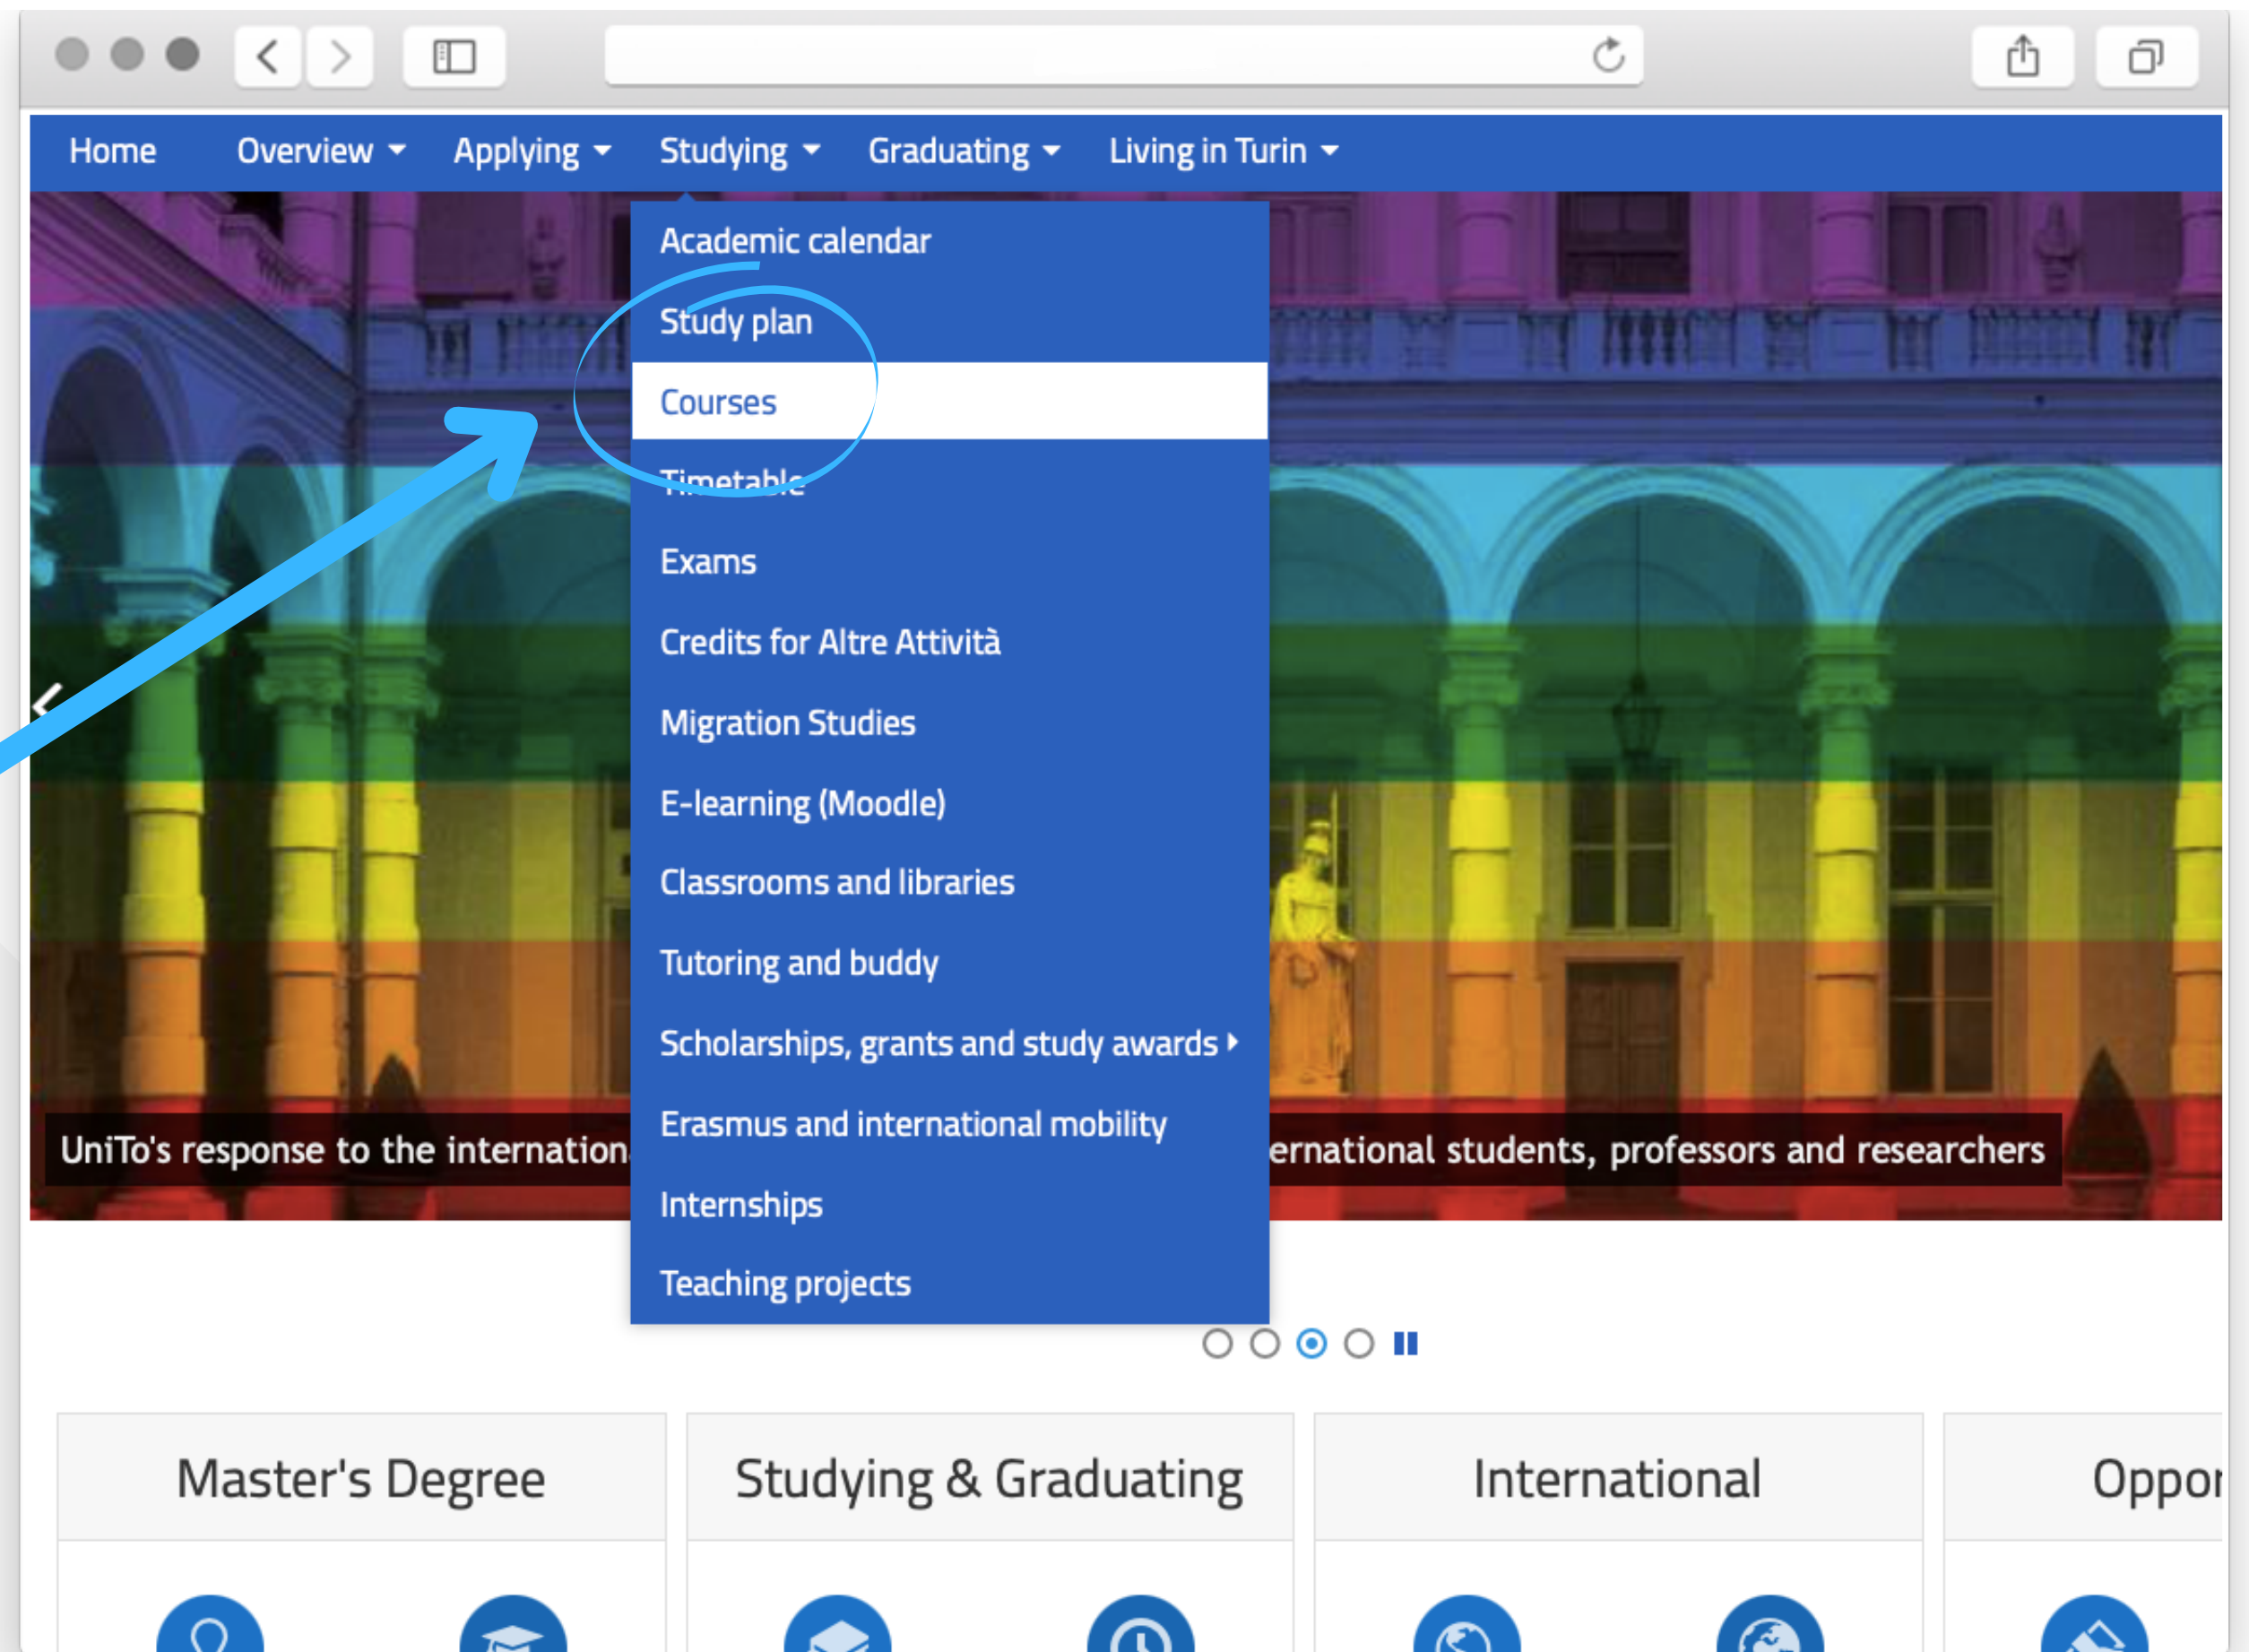 Home Overview Applying Studying Graduating Living in Turin
Academic calendar
Study plan
Courses
Timetable
Exams
Credits for Altre Attività
Migration Studies
E-learning (Moodle)
Classrooms and libraries
Tutoring and buddy
Scholarships, grants and study awards
Erasmus and international mobility
Internships
Teaching projects
UniTo's response to the internation ernational students, professors and researchers
Master's Degree
Studying & Graduating
International
Oppor